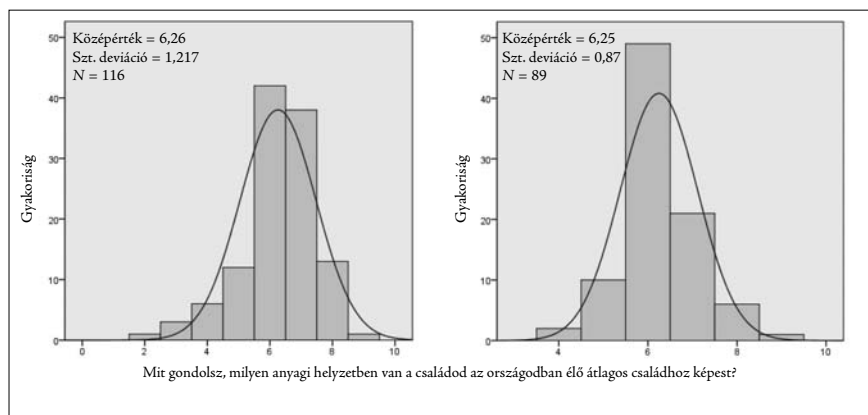 50
40
30
20
10
0
Gyakoriság
Középérték = 6,26
Szt. deviáció = 1,217
N = 116
0 2 4 6 8 10
50
40
30
20
10
0
Gyakoriság
Középérték = 6,25
Szt. deviáció = 0,87
N = 89
4 6 8 10
Mit gondolsz, milyen anyagi helyzetben van a családod az országodban élő átlagos családhoz képest?